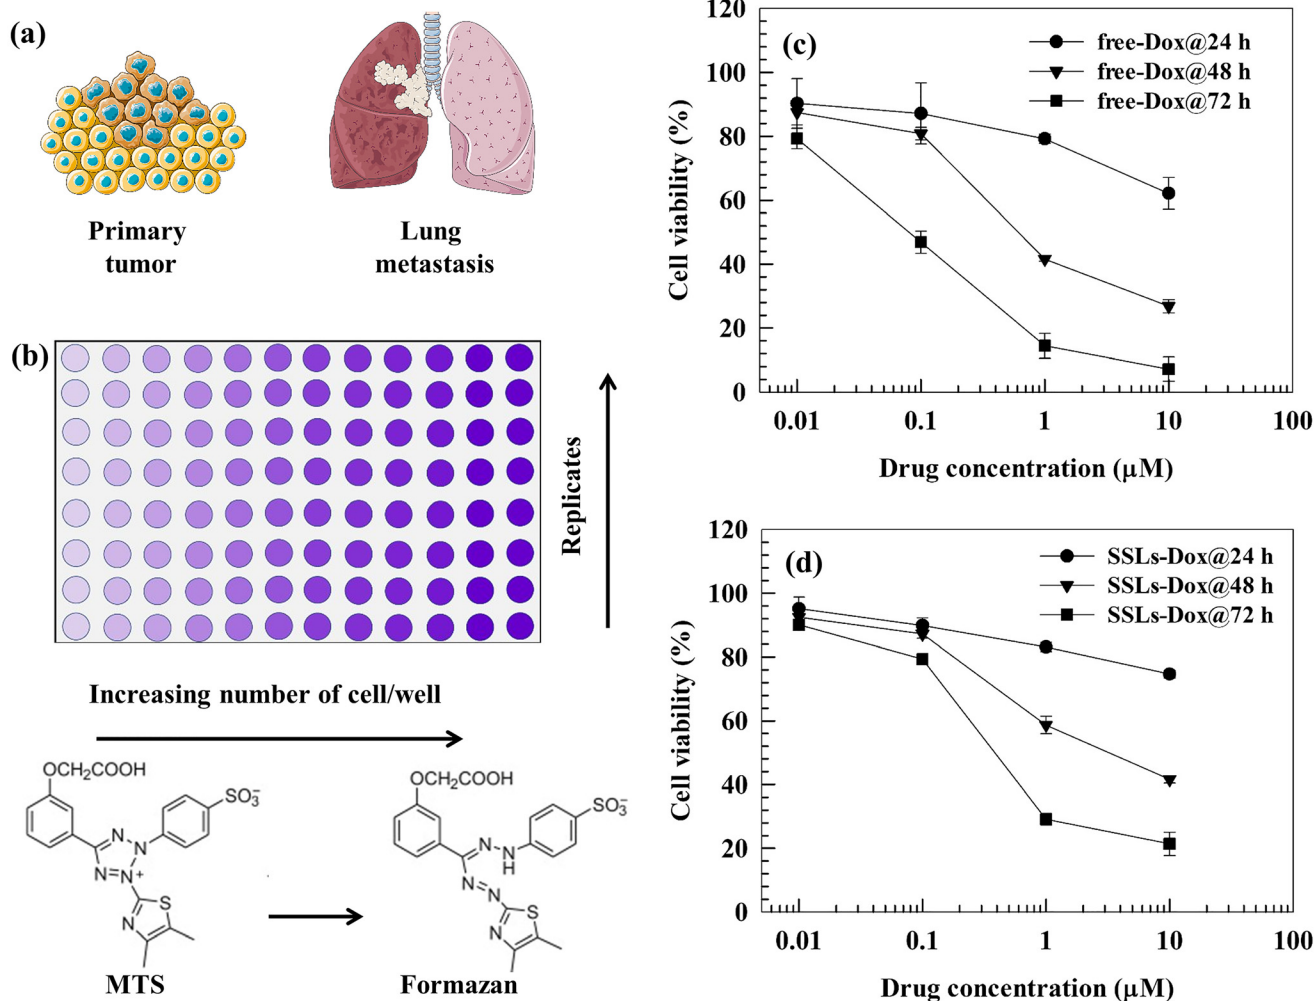 (a)
Primary
tumor
Lung
metastasis
(b)
Replicates
Increasing number of cell/well
OCH₂COOH
SO₃⁻
N
N
N=N+
S
N
MTS
OCH₂COOH
SO₃⁻
N
N
H
N
N
S
N
Formazan
(c)
free-Dox@24 h
free-Dox@48 h
free-Dox@72 h
Cell viability (%)
120
100
80
60
40
20
0
0.01 0.1 1 10 100
Drug concentration (µM)
(d)
SSLs-Dox@24 h
SSLs-Dox@48 h
SSLs-Dox@72 h
Cell viability (%)
120
100
80
60
40
20
0
0.01 0.1 1 10 100
Drug concentration (µM)